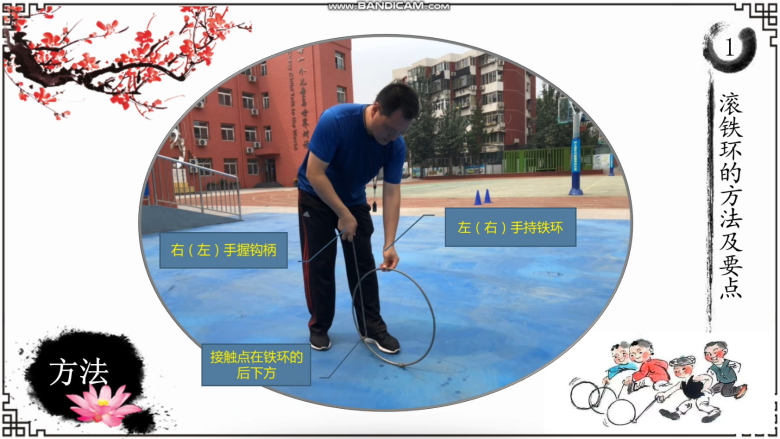 www.BANDICAM.com
1
滚铁环的方法及要点
左（右）手持铁环
右（左）手握钩柄
接触点在铁环的
后下方
方法